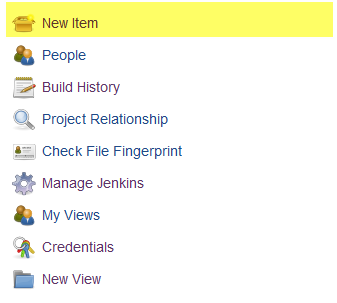 New Item
People
Build History
Project Relationship
Check File Fingerprint
Manage Jenkins
My Views
Credentials
New View